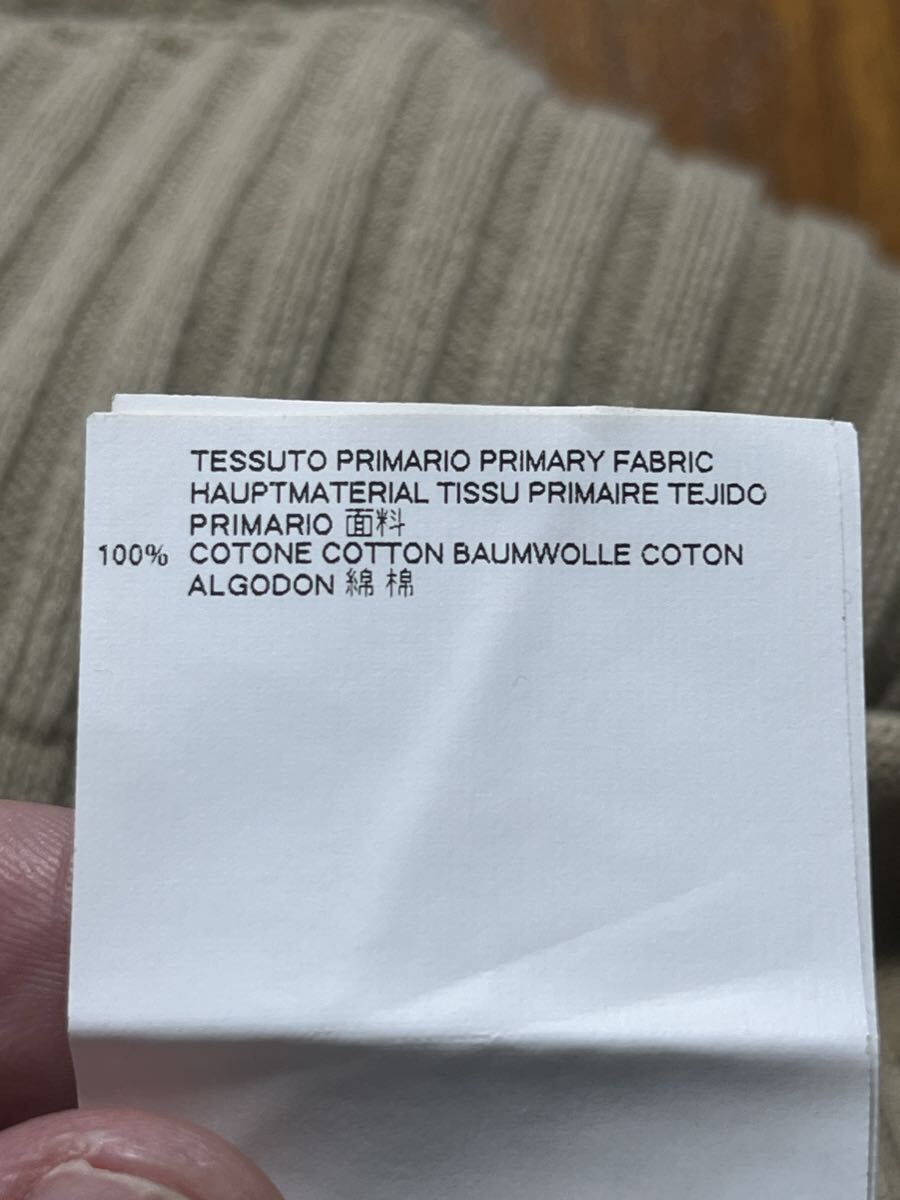 TESSUTO PRIMARIO PRIMARY FABRIC
HAUPTMATERIAL TISSU PRIMAIRE TEJIDO
PRIMARIO 面料
100% COTONE COTTON BAUMWOLLE COTON
ALGODON 綿 棉